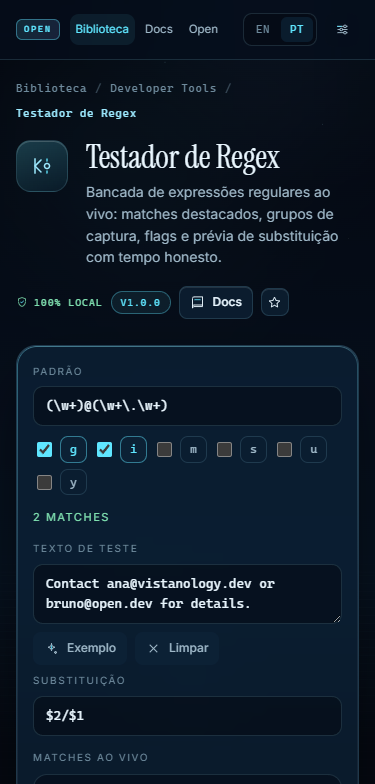 OPEN Biblioteca Docs Open EN PT
Biblioteca / Developer Tools /
Testador de Regex
Testador de Regex
Bancada de expressões regulares ao
vivo: matches destacados, grupos de
captura, flags e prévia de substituição
com tempo honesto.
100% LOCAL V1.0.0 Docs
PADRÃO
(\w+)@(\w+\.\w+)
g i m s u
y
2 MATCHES
TEXTO DE TESTE
Contact ana@vistanology.dev or
bruno@open.dev for details.
Exemplo Limpar
SUBSTITUIÇÃO
$2/$1
MATCHES AO VIVO